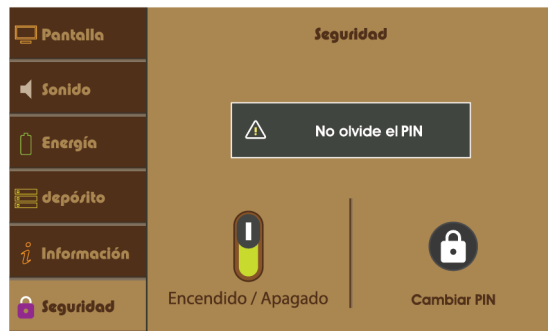 Pantalla
Seguridad
Sonido
No olvide el PIN
Energía
depósito
Información
Seguridad
Encendido / Apagado
Cambiar PIN